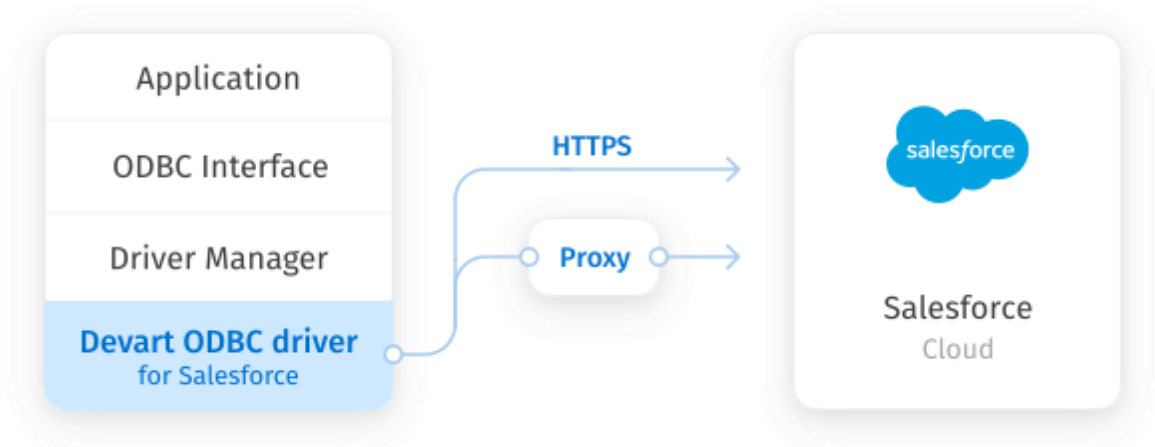 Application
ODBC Interface
Driver Manager
Devart ODBC driver
for Salesforce
HTTPS
Proxy
salesforce
Salesforce
Cloud